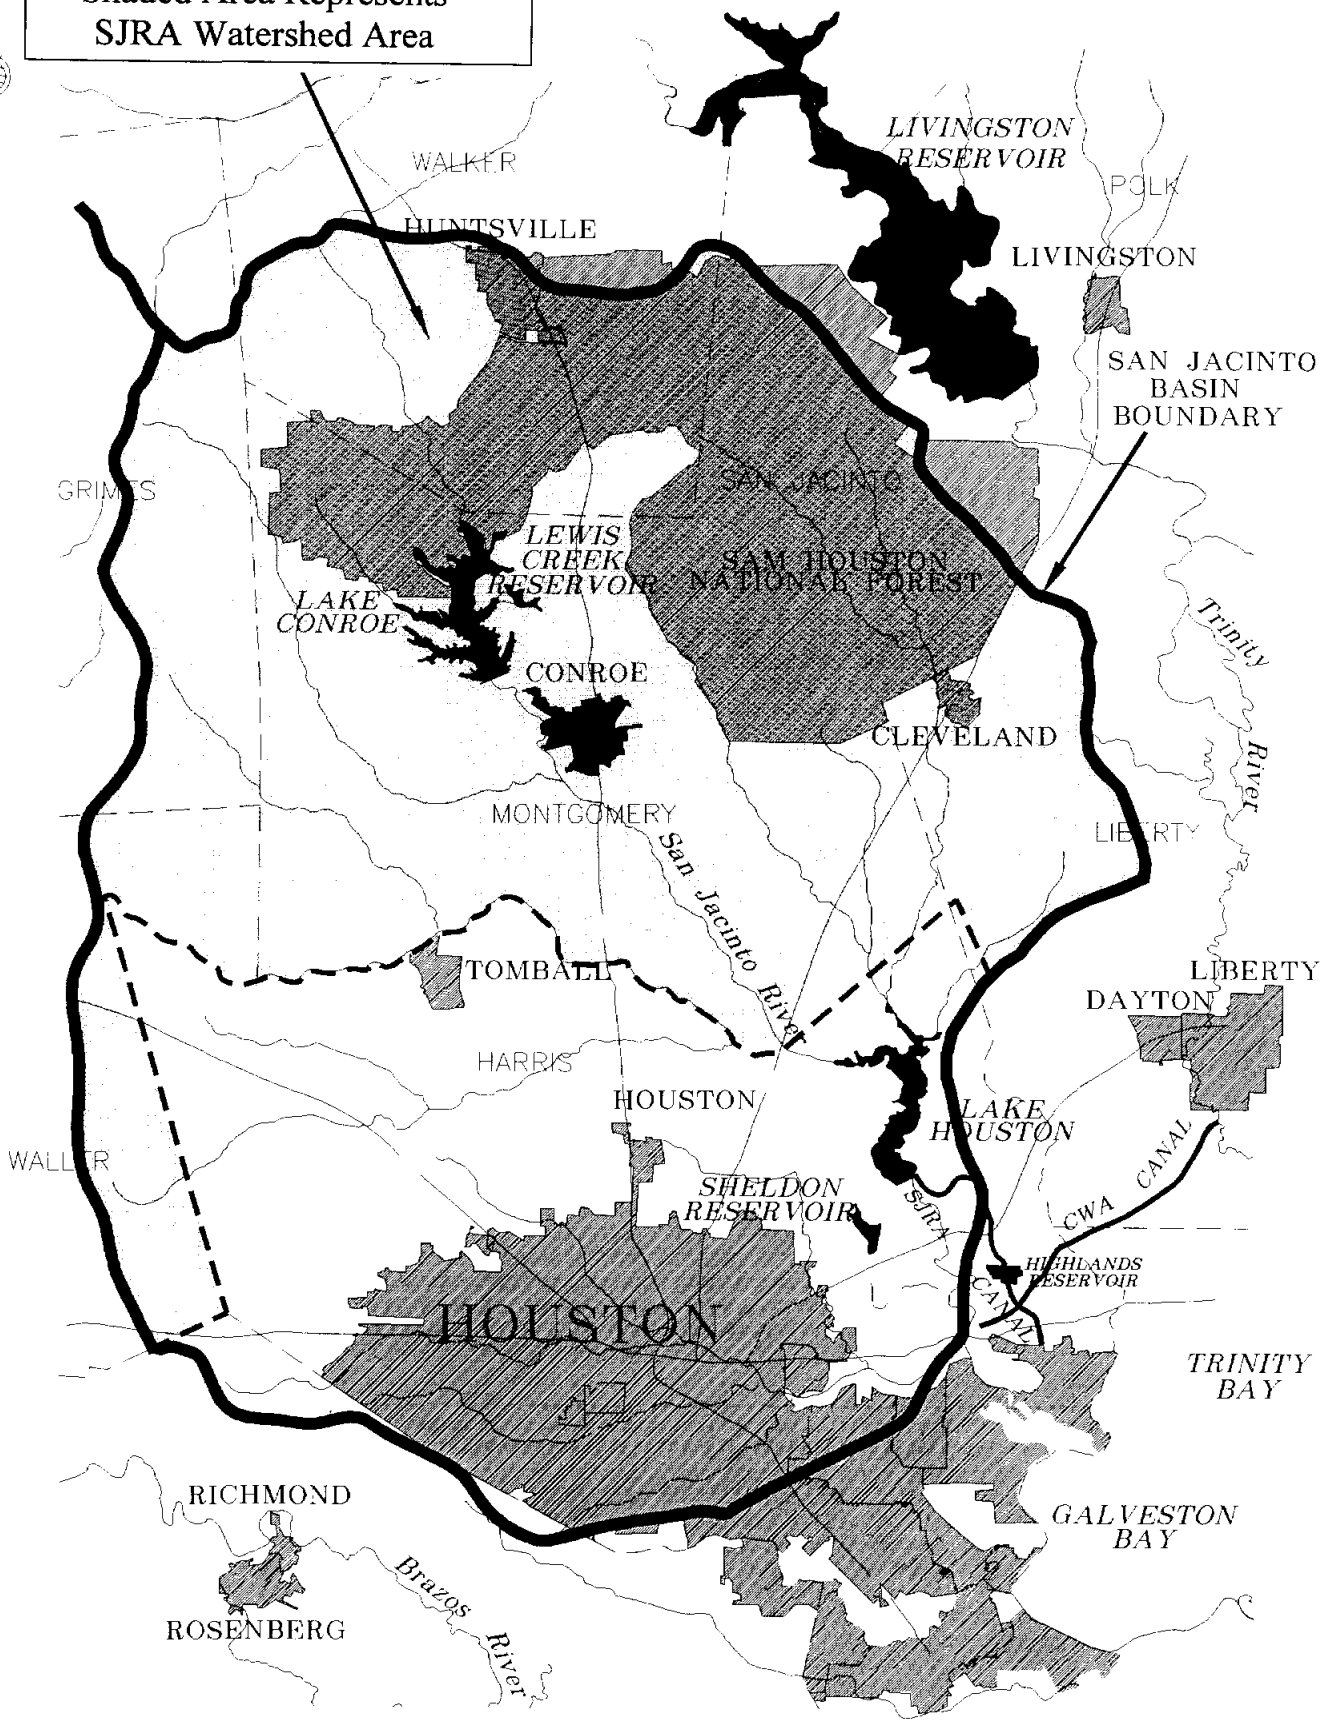 Shaded Area Represents
SJRA Watershed Area
LIVINGSTON
RESERVOIR
WALKER
POLK
HUNTSVILLE
LIVINGSTON
SAN JACINTO
BASIN
BOUNDARY
GRIMES
SAN JACINTO
LEWIS
CREEK
RESERVOIR
SAM HOUSTON
NATIONAL FOREST
LAKE
CONROE
Trinity
River
CONROE
CLEVELAND
MONTGOMERY
LIBERTY
San Jacinto River
TOMBALL
LIBERTY
DAYTON
HARRIS
HOUSTON
LAKE
HOUSTON
WALLER
SHELDON
RESERVOIR
SJRA
CANAL
CWA CANAL
HIGHLANDS
RESERVOIR
HOUSTON
TRINITY
BAY
RICHMOND
GALVESTON
BAY
Brazos
River
ROSENBERG